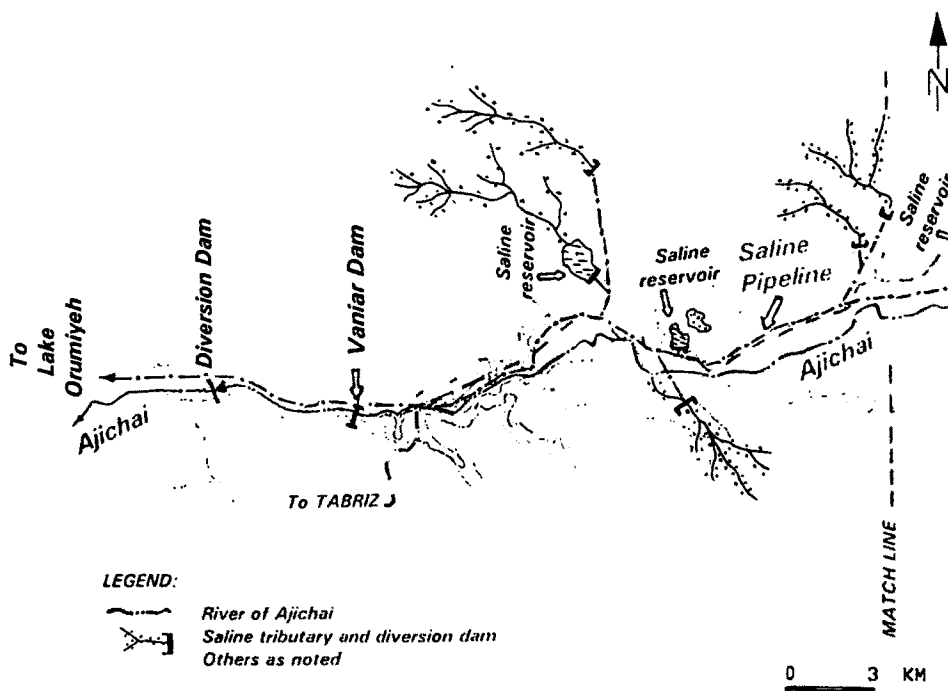 N
Saline
reservoir
Saline
reservoir
Saline
reservoir
Saline
Pipeline
Diversion Dam
Vaniar Dam
To
Lake
Orumiyeh
Ajichai
Ajichai
To TABRIZ
MATCH LINE
LEGEND:
River of Ajichai
Saline tributary and diversion dam
Others as noted
0 3 KM